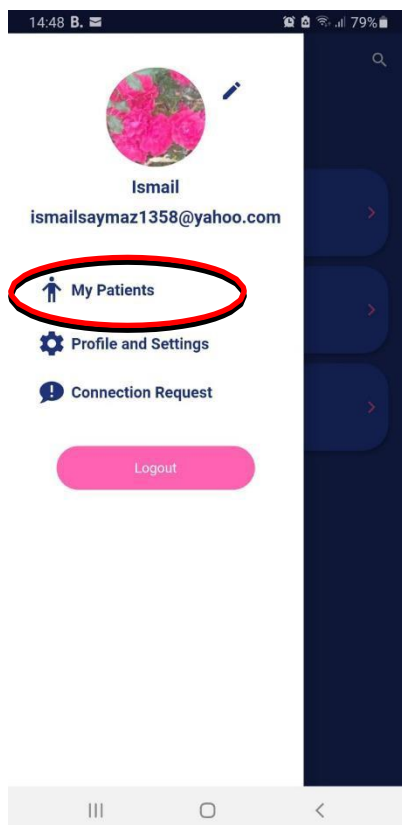 14:48 B. 79%
Ismail
ismailsaymaz1358@yahoo.com
My Patients
Profile and Settings
Connection Request
Logout